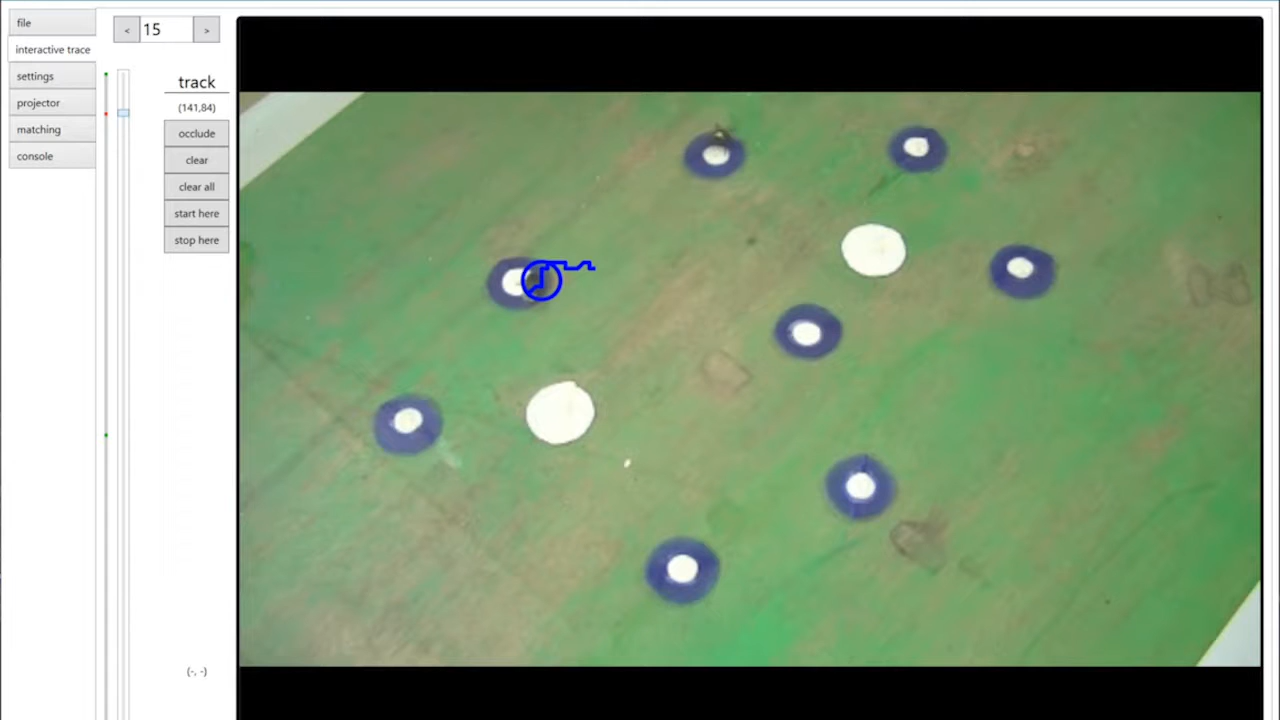 file
interactive trace
settings
projector
matching
console
< 15 >
track
(141,84)
occlude
clear
clear all
start here
stop here
(-, -)